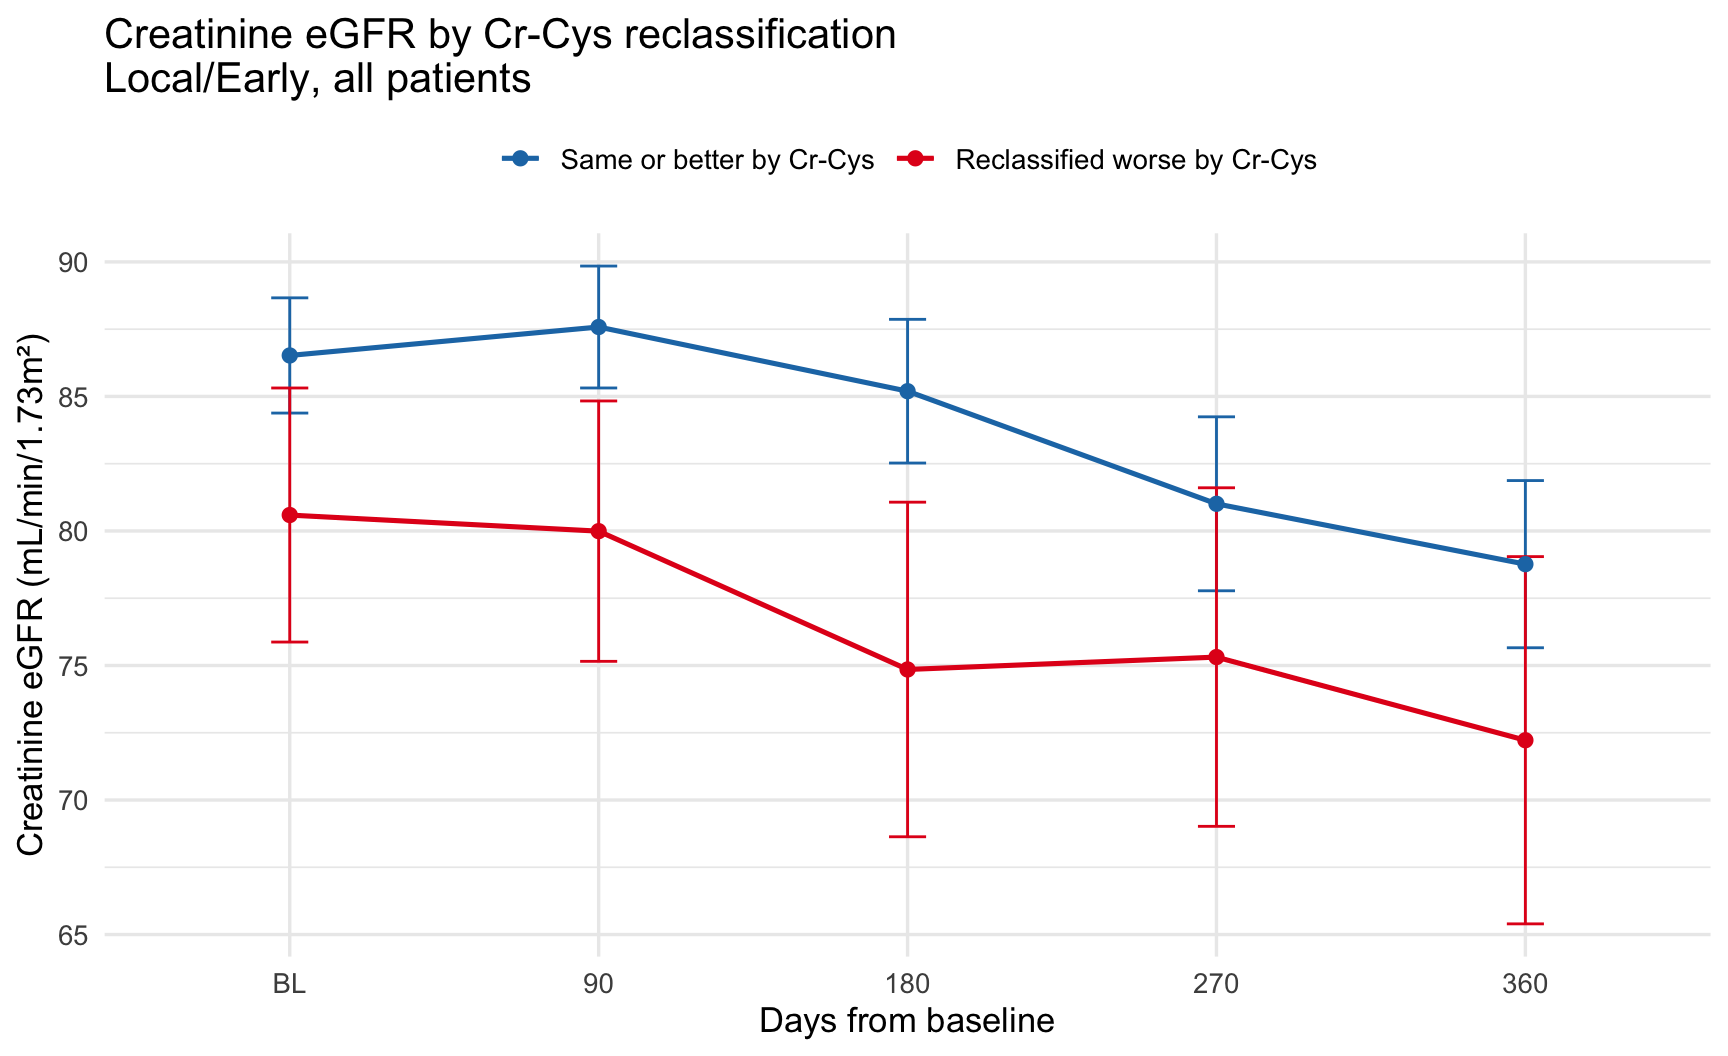 Creatinine eGFR by Cr-Cys reclassification
Local/Early, all patients
Same or better by Cr-Cys
Reclassified worse by Cr-Cys
Creatinine eGFR (mL/min/1.73m²)
90
85
80
75
70
65
BL
90
180
270
360
Days from baseline